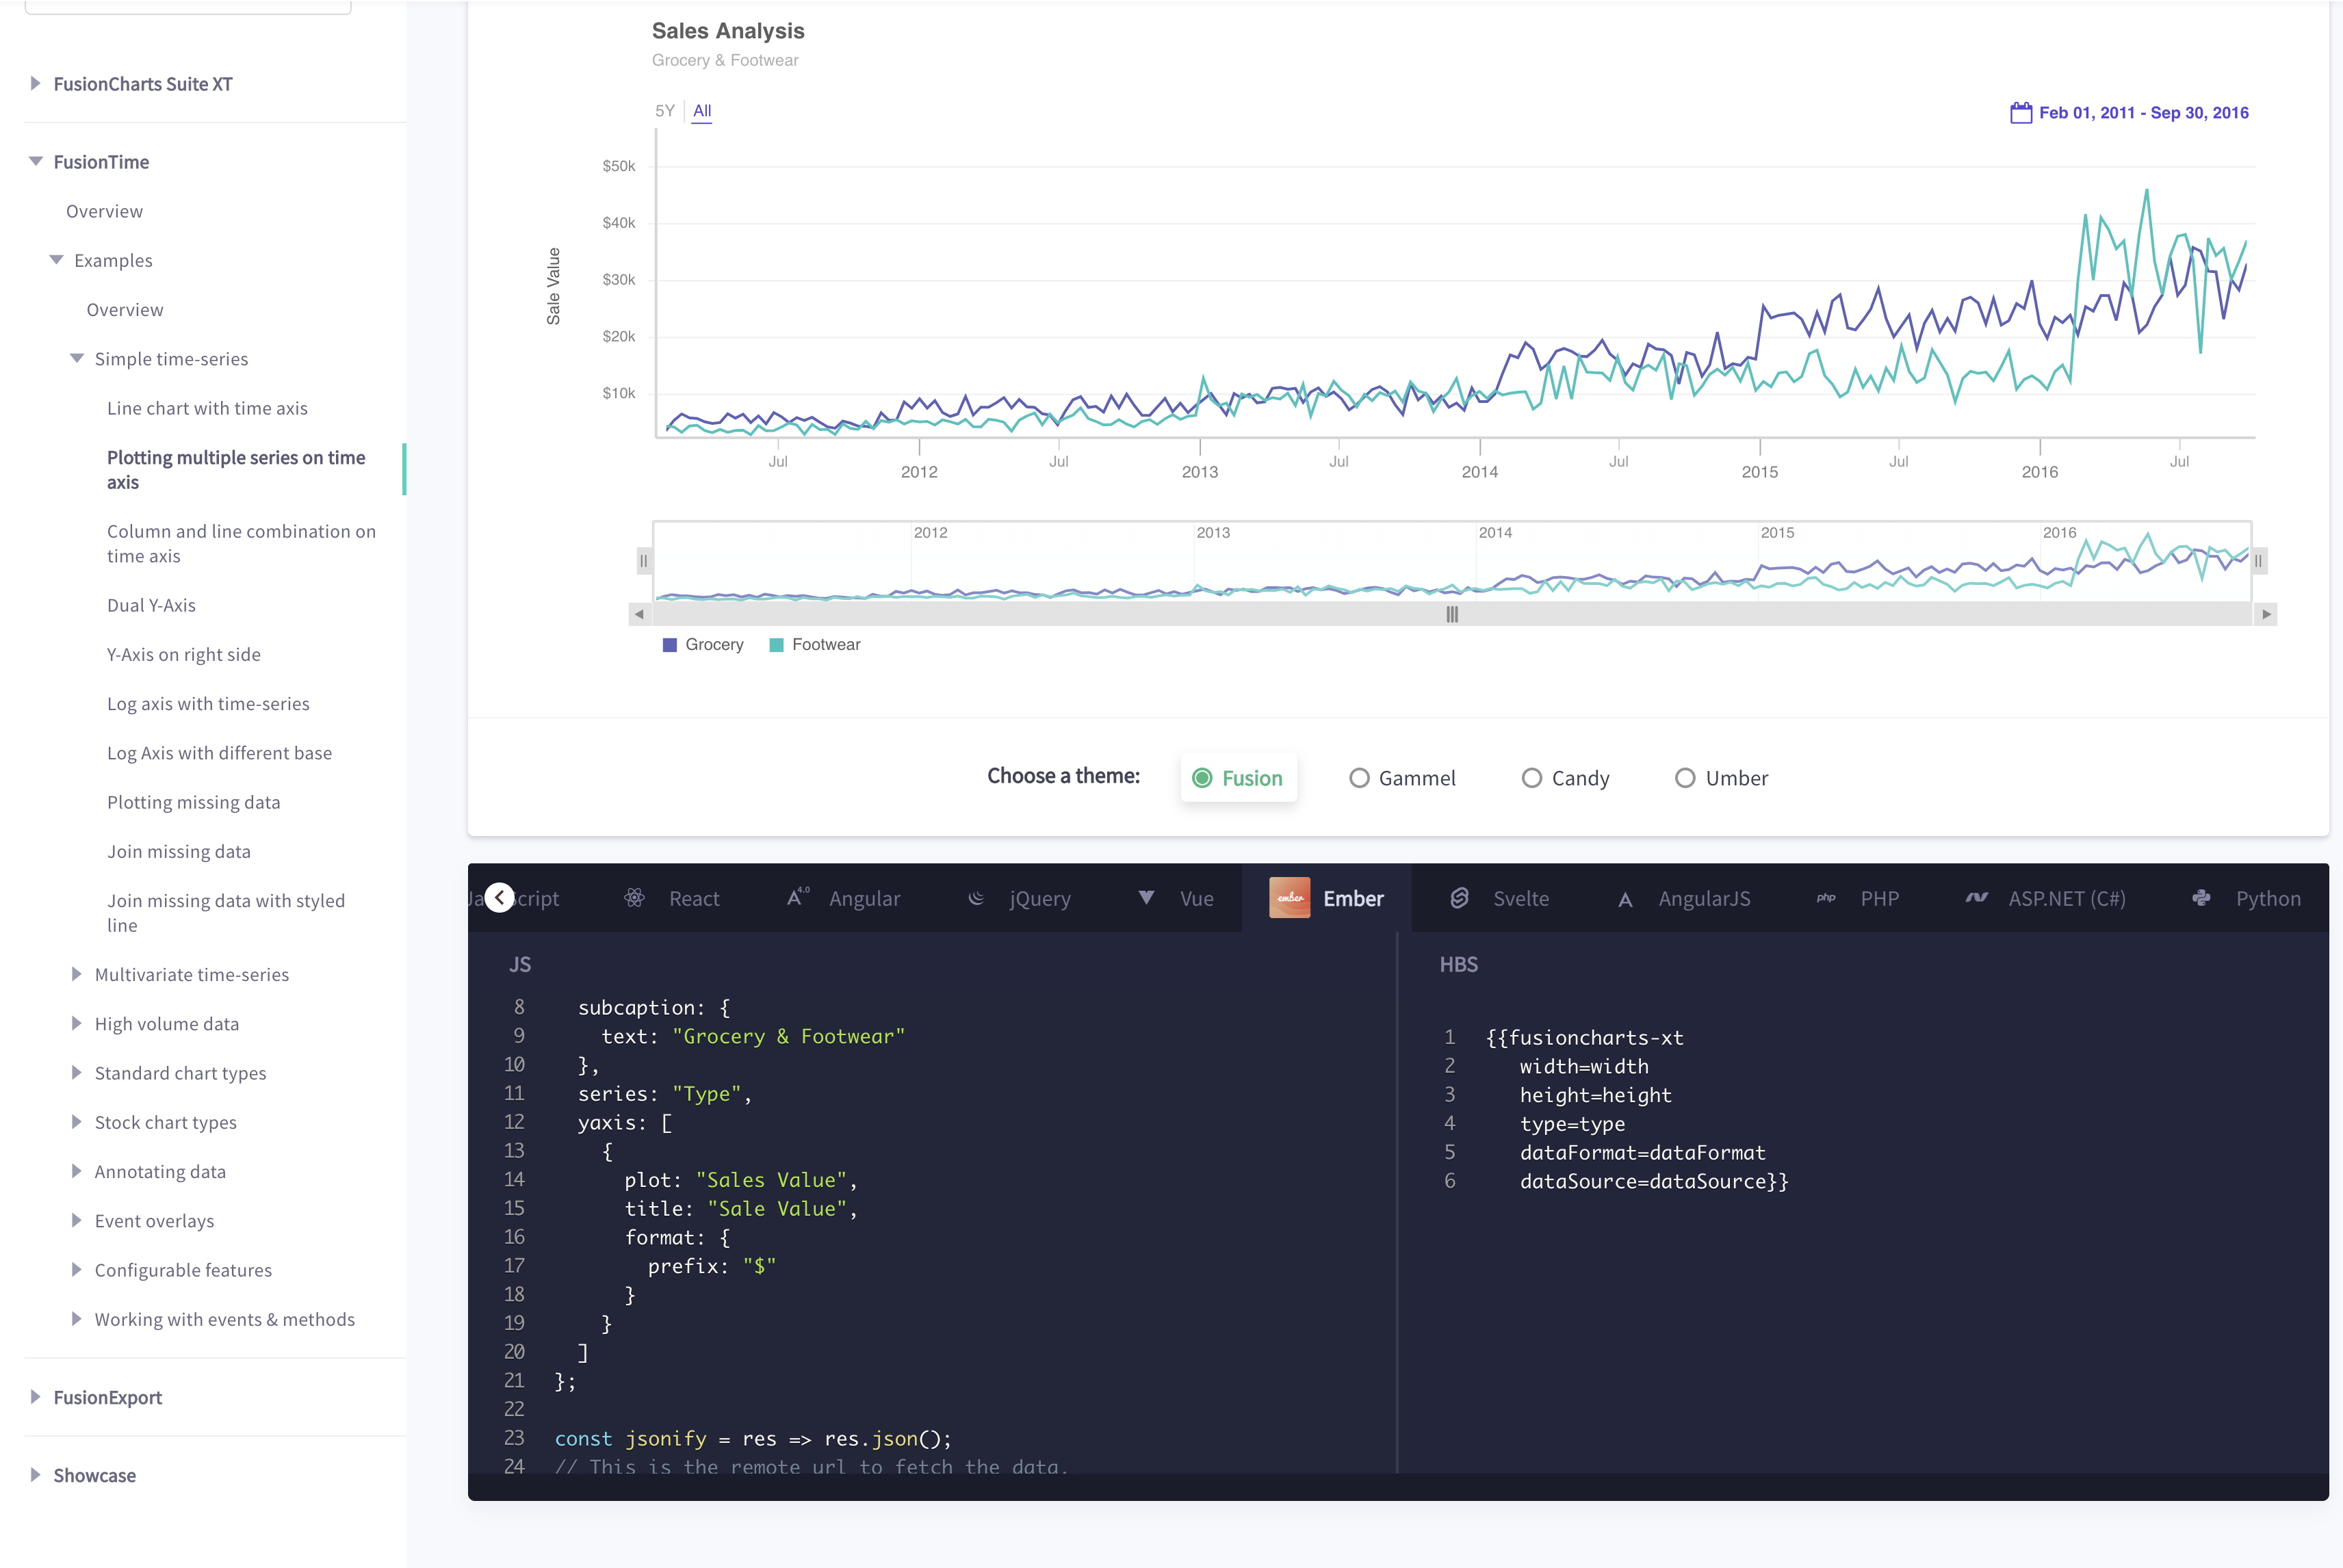 FusionCharts Suite XT
FusionTime
Overview
Examples
Overview
Simple time-series
Line chart with time axis
Plotting multiple series on time
axis
Column and line combination on
time axis
Dual Y-Axis
Y-Axis on right side
Log axis with time-series
Log Axis with different base
Plotting missing data
Join missing data
Join missing data with styled
line
Multivariate time-series
High volume data
Standard chart types
Stock chart types
Annotating data
Event overlays
Configurable features
Working with events & methods
FusionExport
Showcase
Sales Analysis
Grocery & Footwear
5Y All
Feb 01, 2011 - Sep 30, 2016
Sale Value
$50k
$40k
$30k
$20k
$10k
Jul 2012 Jul 2013 Jul 2014 Jul 2015 Jul 2016 Jul
2012 2013 2014 2015 2016
Grocery Footwear
Choose a theme: Fusion Gammel Candy Umber
Ja Script React A4.0 Angular jQuery Vue ember Ember Svelte A AngularJS php PHP ASP.NET (C#) Python
JS
8 subcaption: {
9 text: "Grocery & Footwear"
10 },
11 series: "Type",
12 yaxis: [
13 {
14 plot: "Sales Value",
15 title: "Sale Value",
16 format: {
17 prefix: "$"
18 }
19 }
20 ]
21 };
22
23 const jsonify = res => res.json();
24 // This is the remote url to fetch the data.
HBS
1 {{fusioncharts-xt
2 width=width
3 height=height
4 type=type
5 dataFormat=dataFormat
6 dataSource=dataSource}}